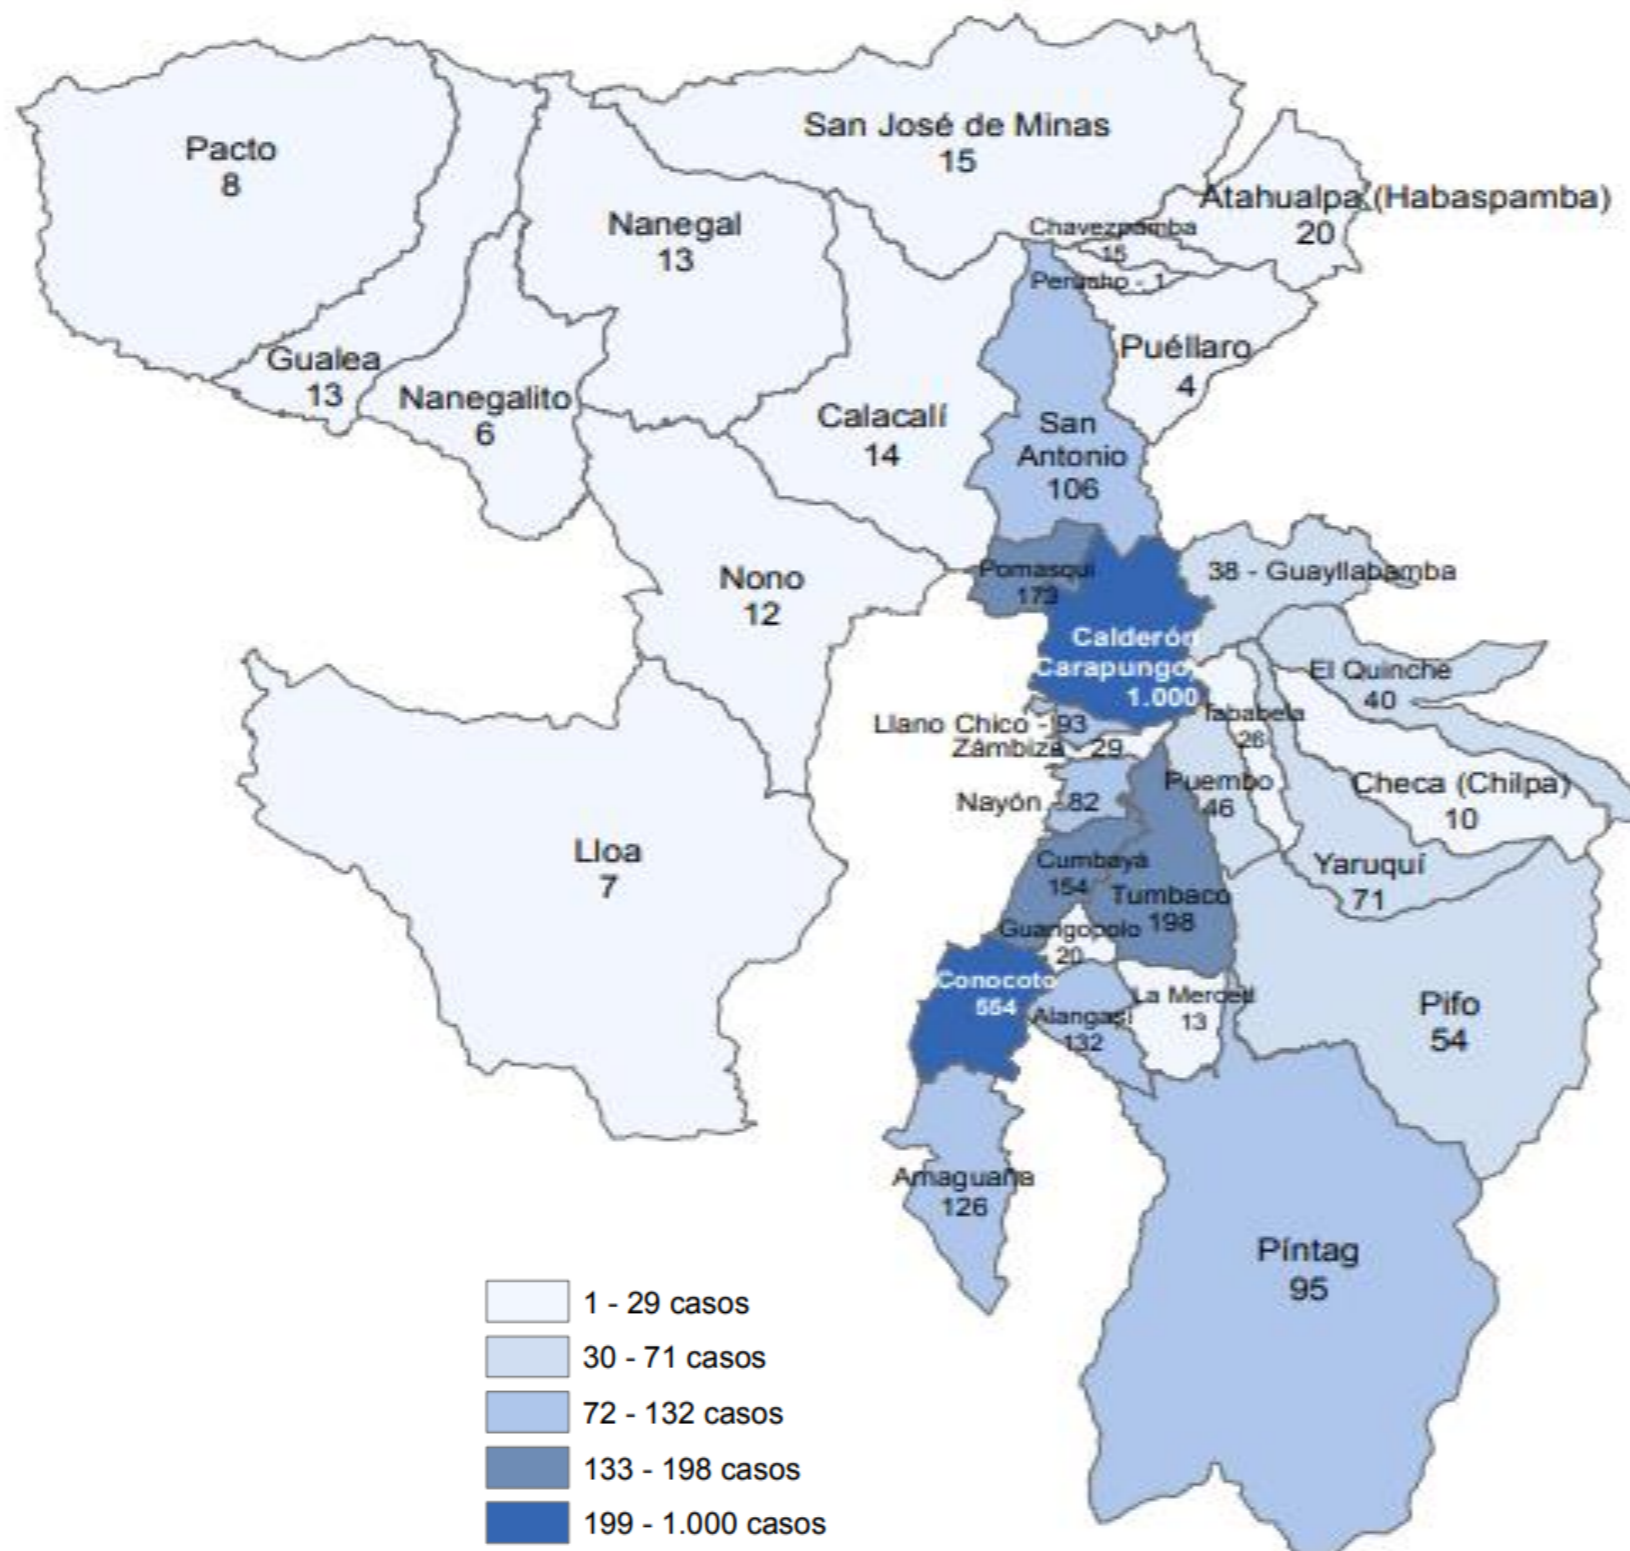 San José de Minas
15
Pacto
8
Atahualpa (Habaspamba)
20
Nanegal
13
Chavezpamba
15
Perucho - 1
Puéllaro
4
Gualea
13
Nanegalito
6
Calacalí
14
San
Antonio
106
Pomasqui
173
38 - Guayllabamba
Nono
12
Calderón
Carapungo,
1.000
El Quinche
40
Llano Chico - 93
Zámbiza
29
Tababela
26
Nayón - 82
Puembo
46
Checa (Chilpa)
10
Lloa
7
Cumbayá
154
Tumbaco
198
Yaruquí
71
Guangopolo
20
Conocoto
554
Alangasí
132
La Merced
13
Pifo
54
Amaguaña
126
Píntag
95
1 - 29 casos
30 - 71 casos
72 - 132 casos
133 - 198 casos
199 - 1.000 casos